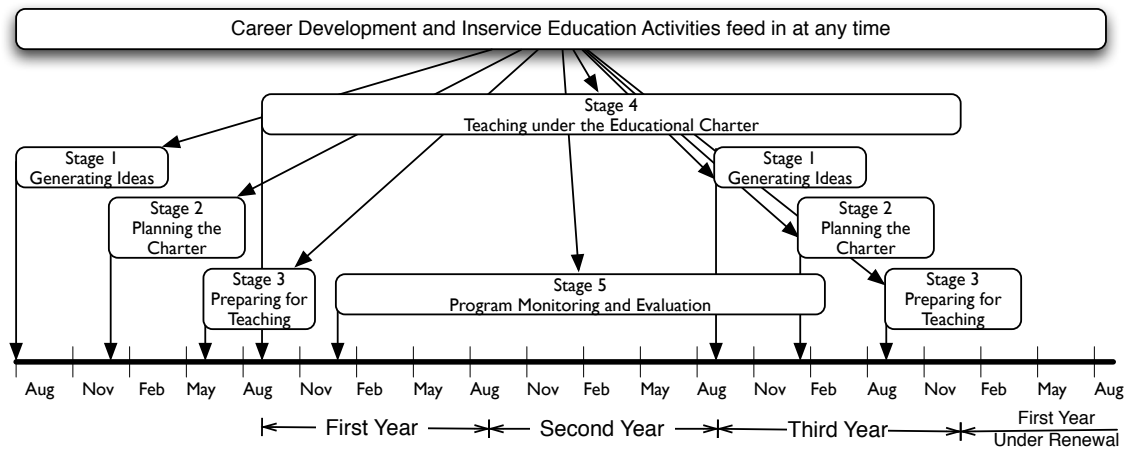 Career Development and Inservice Education Activities feed in at any time
Stage 4
Teaching under the Educational Charter
Stage 1
Generating Ideas
Stage 1
Generating Ideas
Stage 2
Planning the
Charter
Stage 2
Planning the
Charter
Stage 3
Preparing for
Teaching
Stage 5
Program Monitoring and Evaluation
Stage 3
Preparing for
Teaching
Aug Nov Feb May Aug Nov Feb May Aug Nov Feb May Aug Nov Feb Aug Nov Feb May Aug
First Year Second Year Third Year First Year
Under Renewal